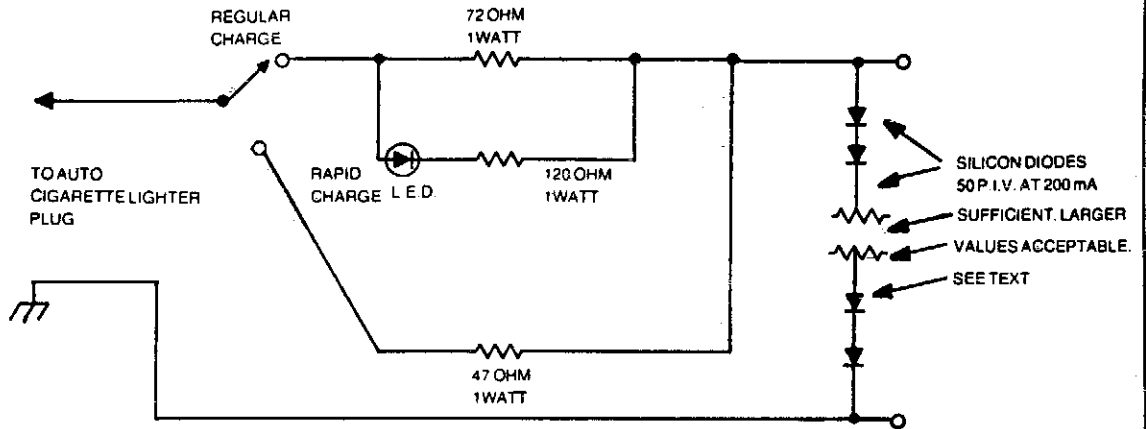 REGULAR
CHARGE
72 OHM
1 WATT
TO AUTO
CIGARETTE LIGHTER
PLUG
RAPID
CHARGE
L.E.D.
120 OHM
1 WATT
SILICON DIODES
50 P.I.V. AT 200 mA
SUFFICIENT. LARGER
VALUES ACCEPTABLE.
SEE TEXT
47 OHM
1 WATT